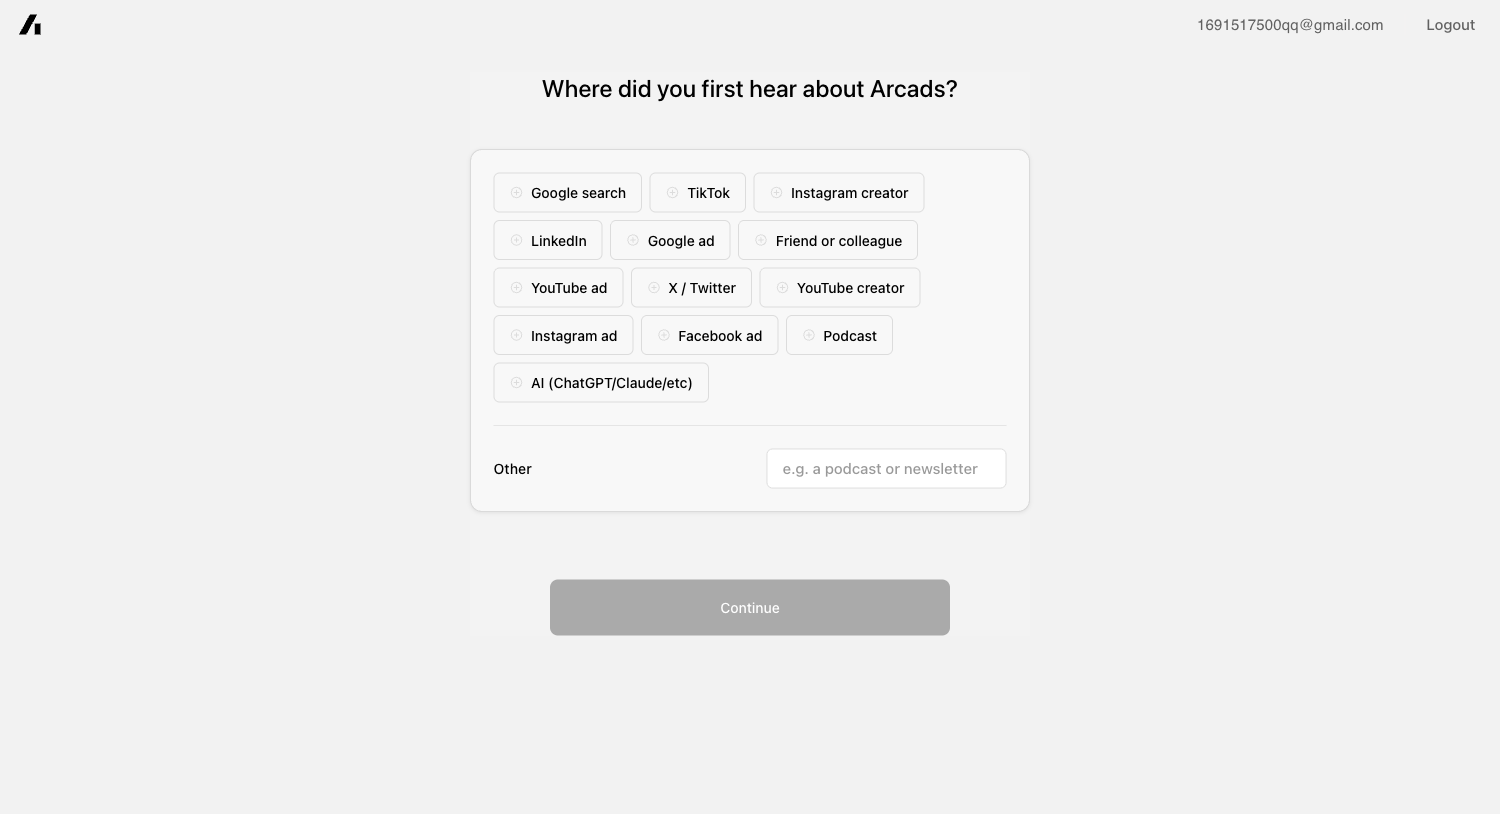 1691517500qq@gmail.com Logout
Where did you first hear about Arcads?
Google search TikTok Instagram creator
LinkedIn Google ad Friend or colleague
YouTube ad X / Twitter YouTube creator
Instagram ad Facebook ad Podcast
AI (ChatGPT/Claude/etc)
Other e.g. a podcast or newsletter
Continue